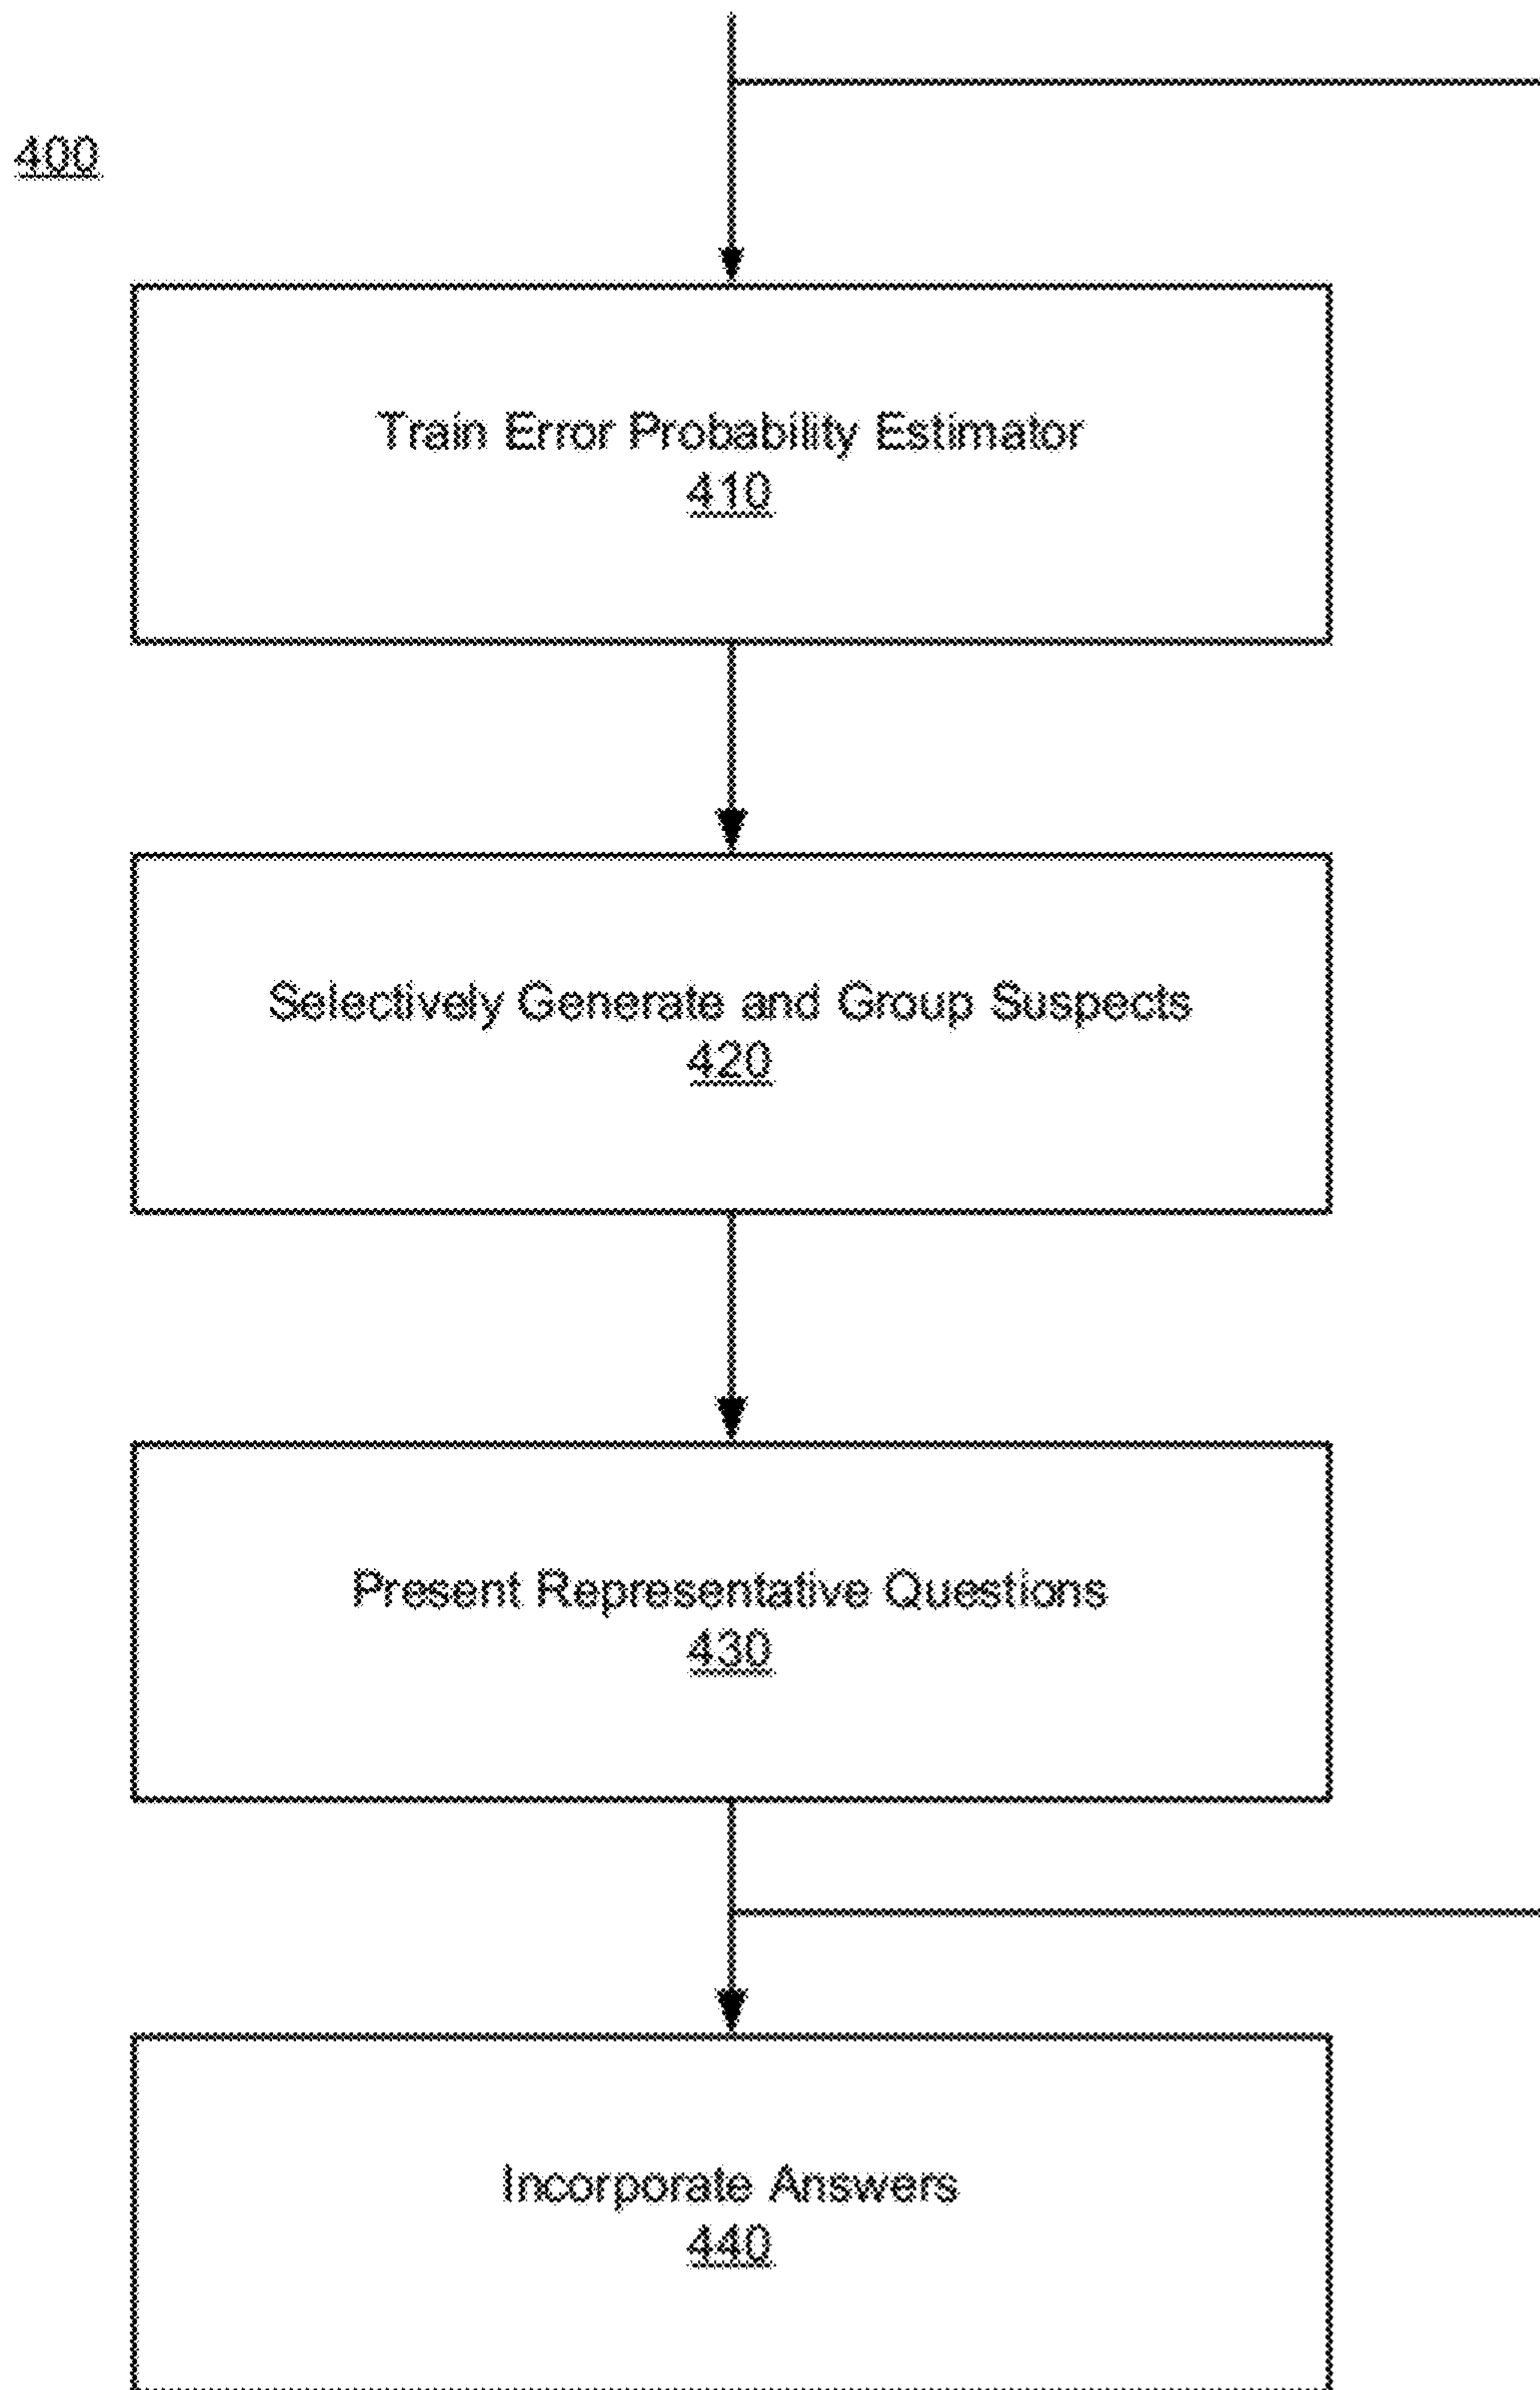 400
Train Error Probability Estimator
410
Selectively Generate and Group Suspects
420
Present Representative Questions
430
Incorporate Answers
440